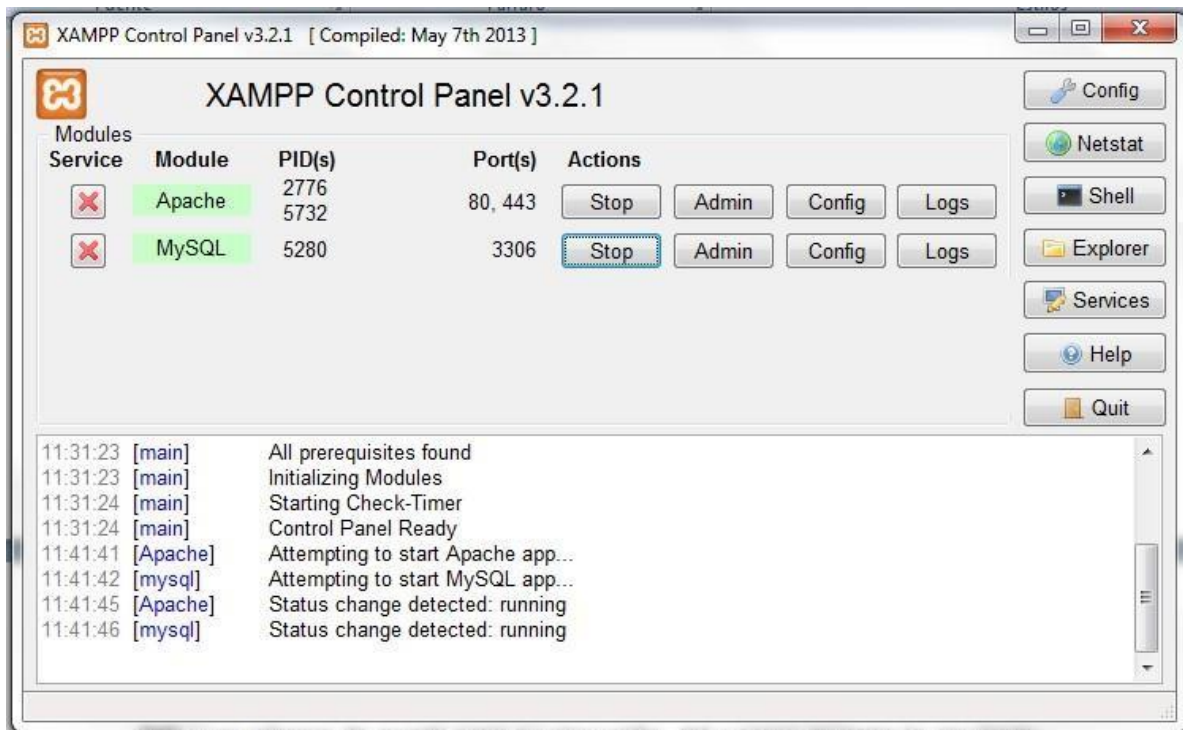 XAMPP Control Panel v3.2.1 [ Compiled: May 7th 2013 ]
XAMPP Control Panel v3.2.1
Config
Modules
Service Module PID(s) Port(s) Actions
Netstat
Apache 2776 5732 80, 443 Stop Admin Config Logs
Shell
MySQL 5280 3306 Stop Admin Config Logs
Explorer
Services
Help
Quit
11:31:23 [main] All prerequisites found
11:31:23 [main] Initializing Modules
11:31:24 [main] Starting Check-Timer
11:31:24 [main] Control Panel Ready
11:41:41 [Apache] Attempting to start Apache app...
11:41:42 [mysql] Attempting to start MySQL app...
11:41:45 [Apache] Status change detected: running
11:41:46 [mysql] Status change detected: running